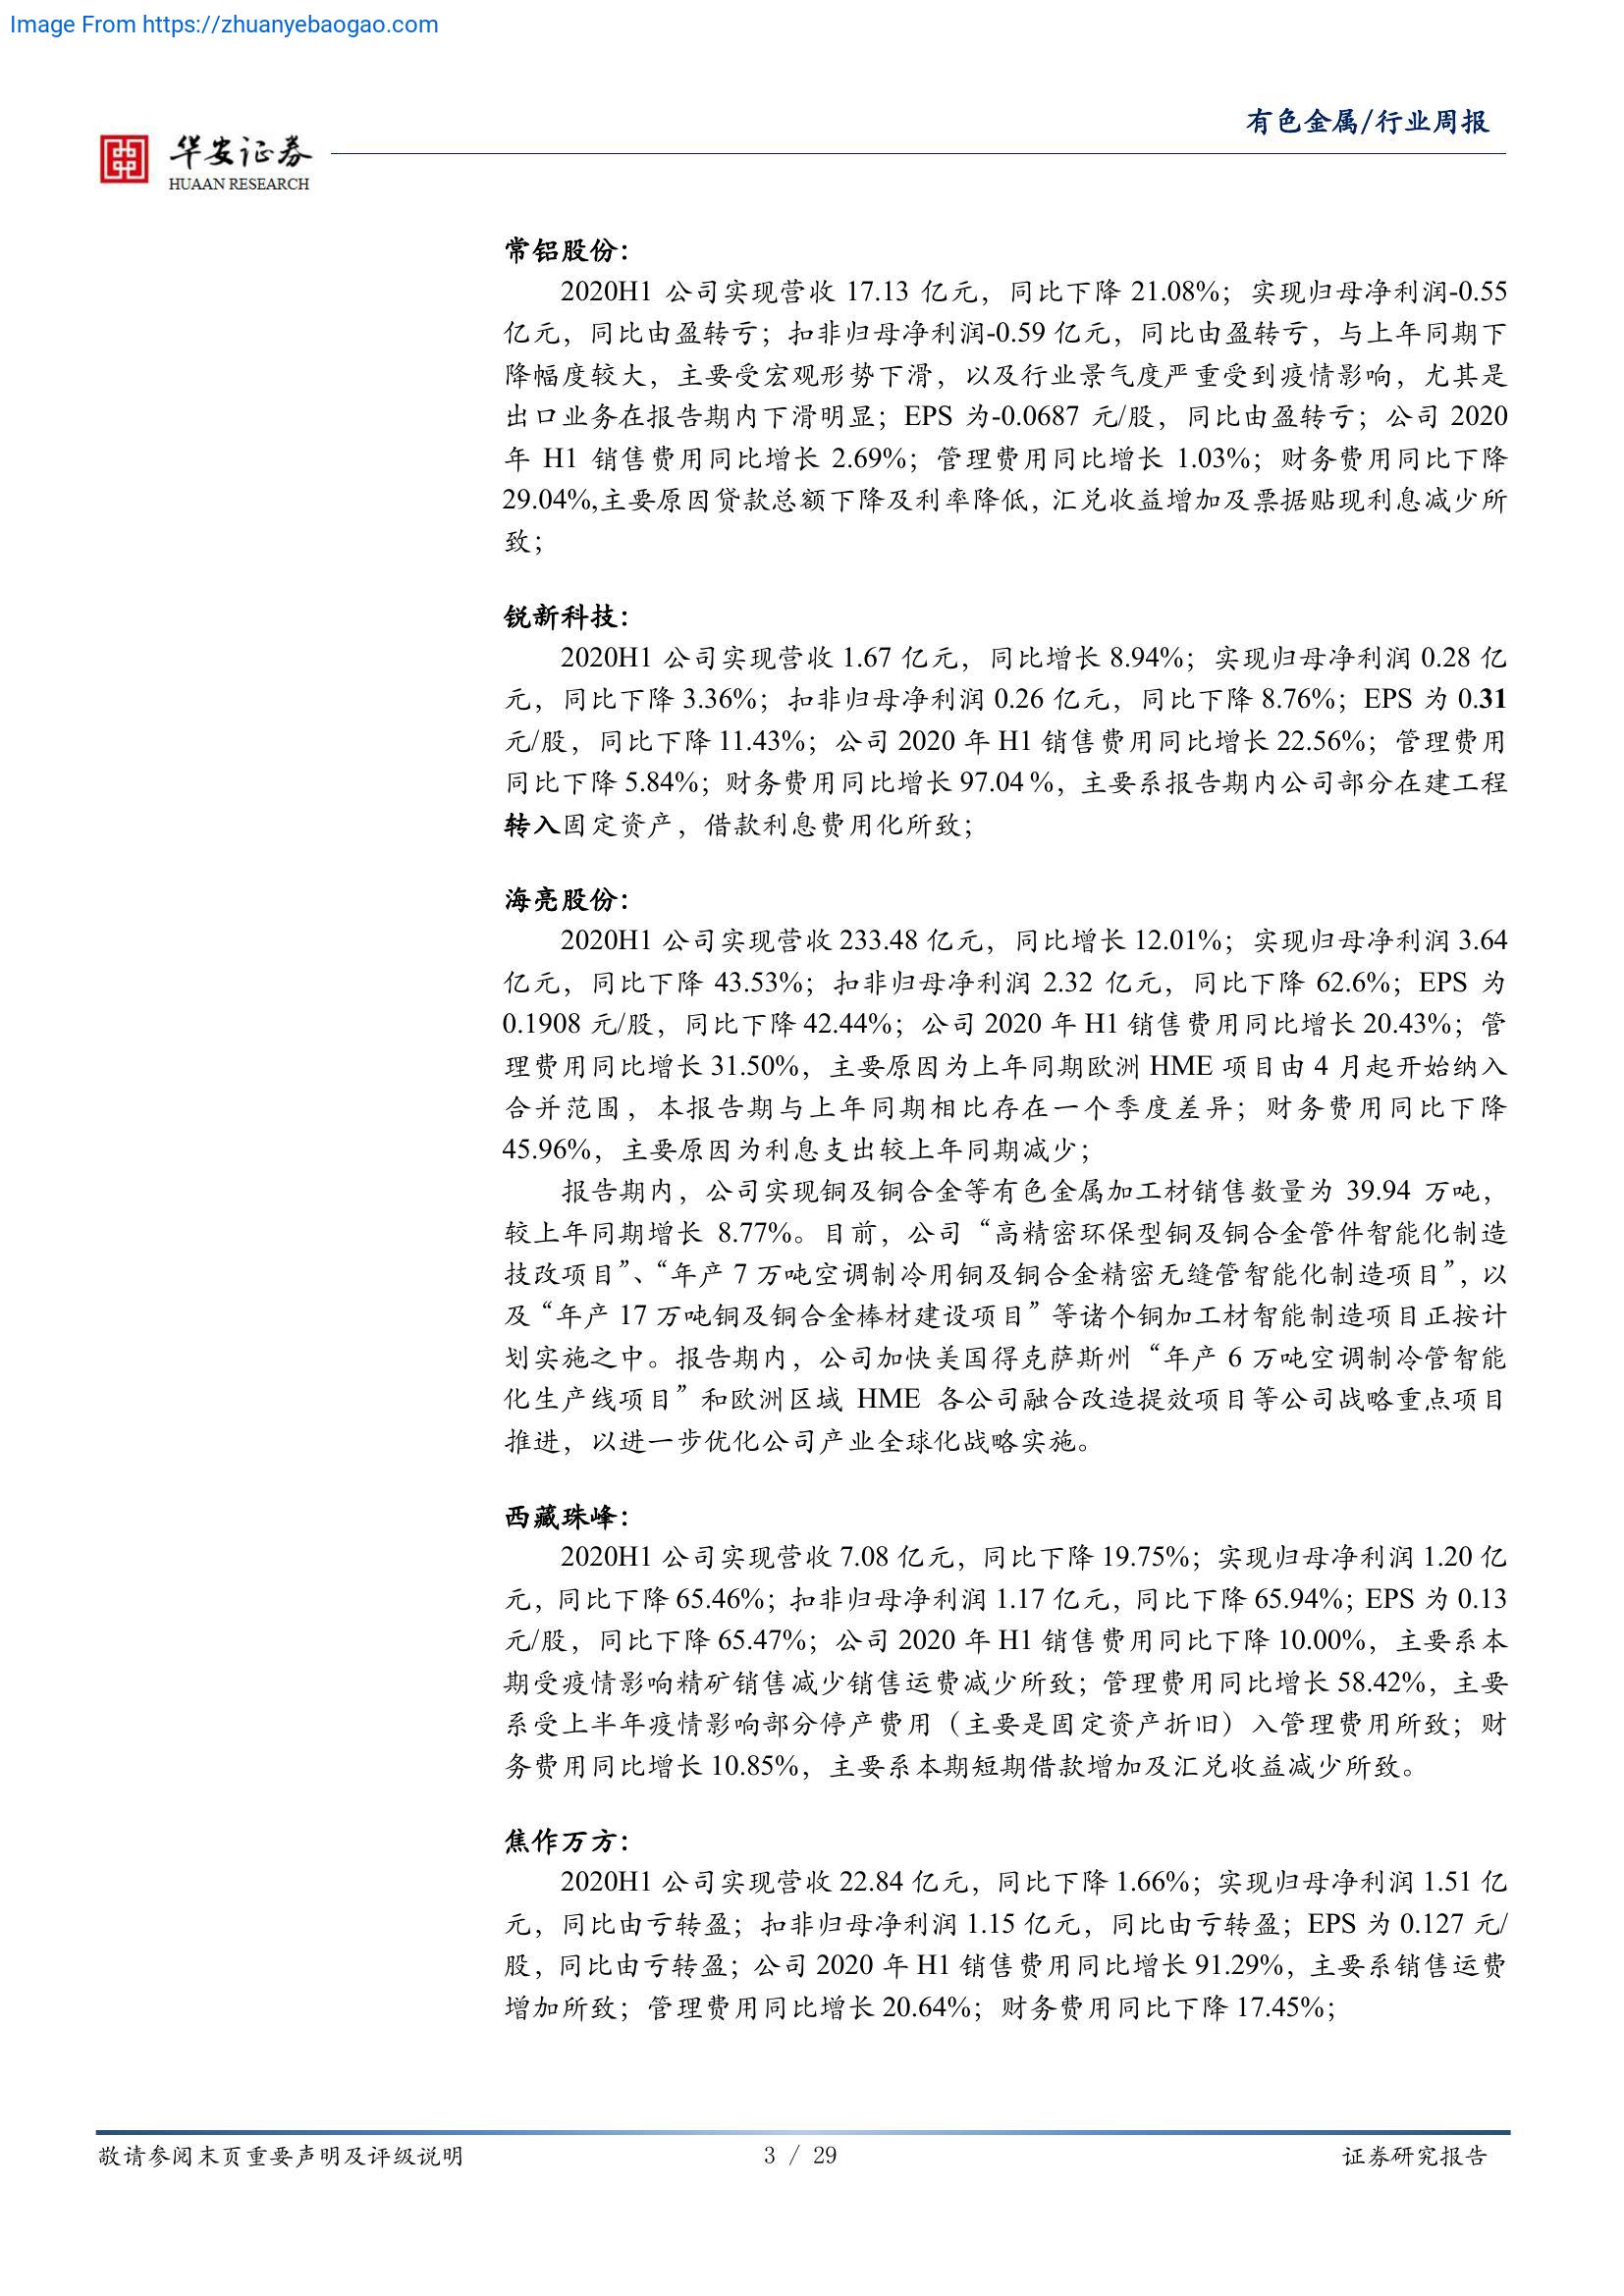 Image From https://zhuanyebaogao.com
有色金属/行业周报
华安证券
HUAAN RESEARCH
常铝股份：
2020H1 公司实现营收 17.13 亿元，同比下降 21.08%；实现归母净利润-0.55
亿元，同比由盈转亏；扣非归母净利润-0.59 亿元，同比由盈转亏，与上年同期下
降幅度较大，主要受宏观形势下滑，以及行业景气度严重受到疫情影响，尤其是
出口业务在报告期内下滑明显；EPS 为-0.0687 元/股，同比由盈转亏；公司 2020
年 H1 销售费用同比增长 2.69%；管理费用同比增长 1.03%；财务费用同比下降
29.04%,主要原因贷款总额下降及利率降低，汇兑收益增加及票据贴现利息减少所
致；
锐新科技：
2020H1 公司实现营收 1.67 亿元，同比增长 8.94%；实现归母净利润 0.28 亿
元，同比下降 3.36%；扣非归母净利润 0.26 亿元，同比下降 8.76%；EPS 为 0.31
元/股，同比下降 11.43%；公司 2020 年 H1 销售费用同比增长 22.56%；管理费用
同比下降 5.84%；财务费用同比增长 97.04%，主要系报告期内公司部分在建工程
转入固定资产，借款利息费用化所致；
海亮股份：
2020H1 公司实现营收 233.48 亿元，同比增长 12.01%；实现归母净利润 3.64
亿元，同比下降 43.53%；扣非归母净利润 2.32 亿元，同比下降 62.6%；EPS 为
0.1908 元/股，同比下降 42.44%；公司 2020 年 H1 销售费用同比增长 20.43%；管
理费用同比增长 31.50%，主要原因为上年同期欧洲 HME 项目由 4 月起开始纳入
合并范围，本报告期与上年同期相比存在一个季度差异；财务费用同比下降
45.96%，主要原因为利息支出较上年同期减少；
报告期内，公司实现铜及铜合金等有色金属加工材销售数量为 39.94 万吨，
较上年同期增长 8.77%。目前，公司“高精密环保型铜及铜合金管件智能化制造
技改项目”、“年产 7 万吨空调制冷用铜及铜合金精密无缝管智能化制造项目”，以
及“年产 17 万吨铜及铜合金棒材建设项目”等诸个铜加工材智能制造项目正按计
划实施之中。报告期内，公司加快美国得克萨斯州“年产 6 万吨空调制冷管智能
化生产线项目”和欧洲区域 HME 各公司融合改造提效项目等公司战略重点项目
推进，以进一步优化公司产业全球化战略实施。
西藏珠峰：
2020H1 公司实现营收 7.08 亿元，同比下降 19.75%；实现归母净利润 1.20 亿
元，同比下降 65.46%；扣非归母净利润 1.17 亿元，同比下降 65.94%；EPS 为 0.13
元/股，同比下降 65.47%；公司 2020 年 H1 销售费用同比下降 10.00%，主要系本
期受疫情影响精矿销售减少销售运费减少所致；管理费用同比增长 58.42%，主要
系受上半年疫情影响部分停产费用（主要是固定资产折旧）入管理费用所致；财
务费用同比增长 10.85%，主要系本期短期借款增加及汇兑收益减少所致。
焦作万方：
2020H1 公司实现营收 22.84 亿元，同比下降 1.66%；实现归母净利润 1.51 亿
元，同比由亏转盈；扣非归母净利润 1.15 亿元，同比由亏转盈；EPS 为 0.127 元/
股，同比由亏转盈；公司 2020 年 H1 销售费用同比增长 91.29%，主要系销售运费
增加所致；管理费用同比增长 20.64%；财务费用同比下降 17.45%；
敬请参阅末页重要声明及评级说明
3 / 29
证券研究报告